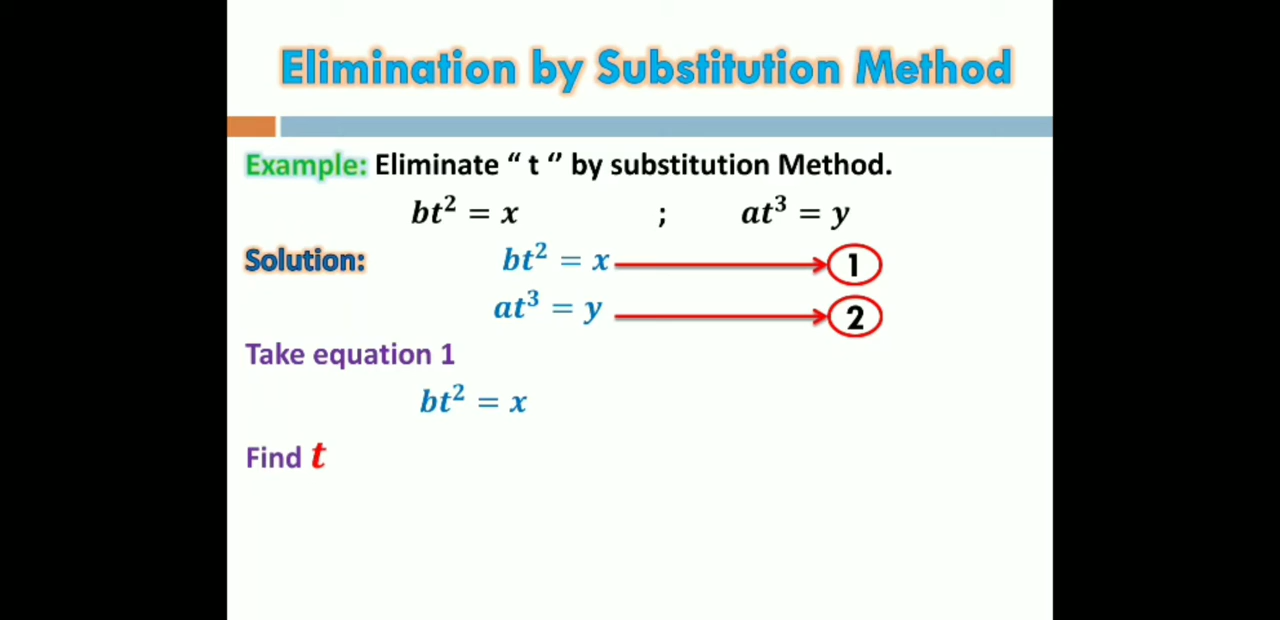 Elimination by Substitution Method
Example: Eliminate “ t ” by substitution Method.
bt² = x ; at³ = y
Solution: bt² = x 1
at³ = y 2
Take equation 1
bt² = x
Find t